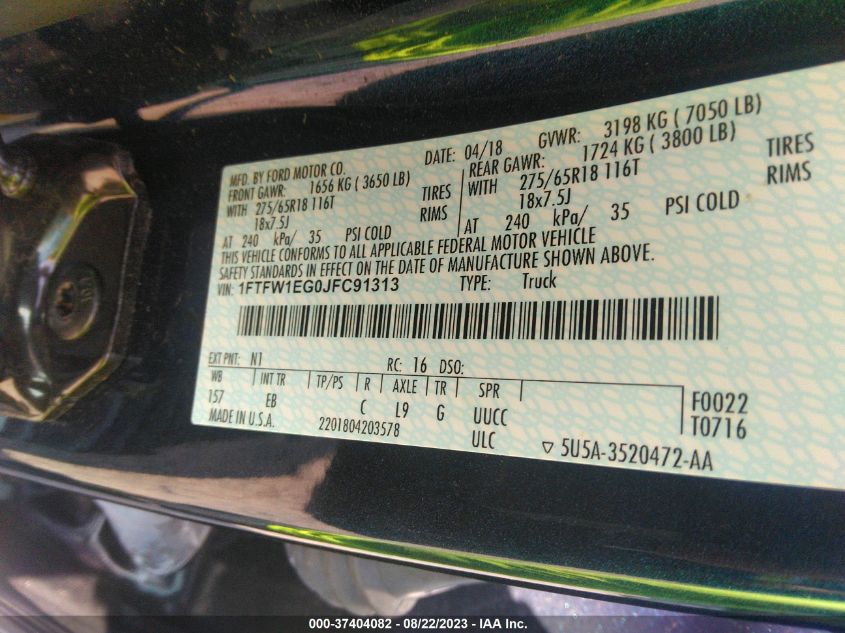 MFD. BY FORD MOTOR CO.
DATE: 04/18 GVWR: 3198 KG ( 7050 LB)
FRONT GAWR: 1656 KG ( 3650 LB)
REAR GAWR: 1724 KG ( 3800 LB)
WITH 275/65R18 116T TIRES
WITH 275/65R18 116T TIRES
18x7.5J RIMS
18x7.5J RIMS
AT 240 kPa/ 35 PSI COLD
AT 240 kPa/ 35 PSI COLD
THIS VEHICLE CONFORMS TO ALL APPLICABLE FEDERAL MOTOR VEHICLE
SAFETY STANDARDS IN EFFECT ON THE DATE OF MANUFACTURE SHOWN ABOVE.
VIN: 1FTFW1EG0JFC91313 TYPE: Truck
EXT PNT: N1 RC: 16 DSO:
WB INT TR TP/PS R AXLE TR SPR
157 EB C L9 G UUCC F0022
MADE IN U.S.A. 2201804203578 ULC T0716
▽ 5U5A-3520472-AA
000-37404082 - 08/22/2023 - IAA Inc.